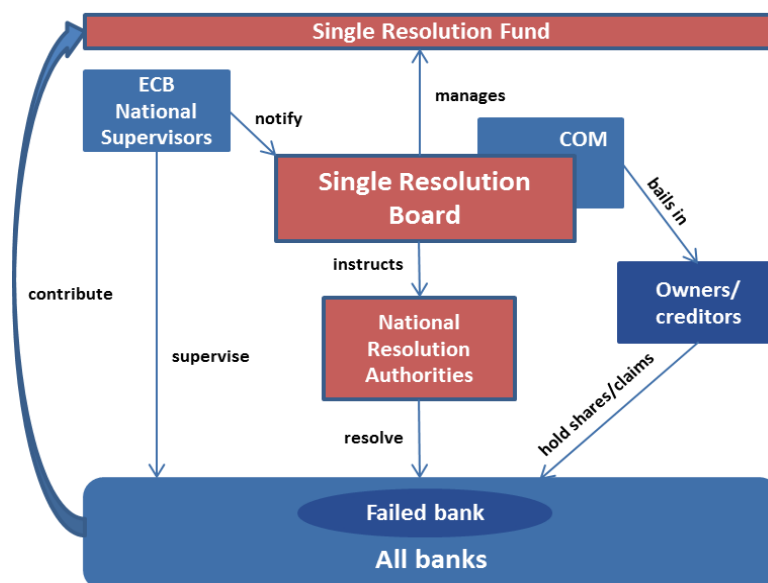 Single Resolution Fund
ECB
National
Supervisors
notify
manages
COM
Single Resolution
Board
bails in
instructs
contribute
Owners/
creditors
National
Resolution
Authorities
supervise
hold shares/claims
resolve
Failed bank
All banks